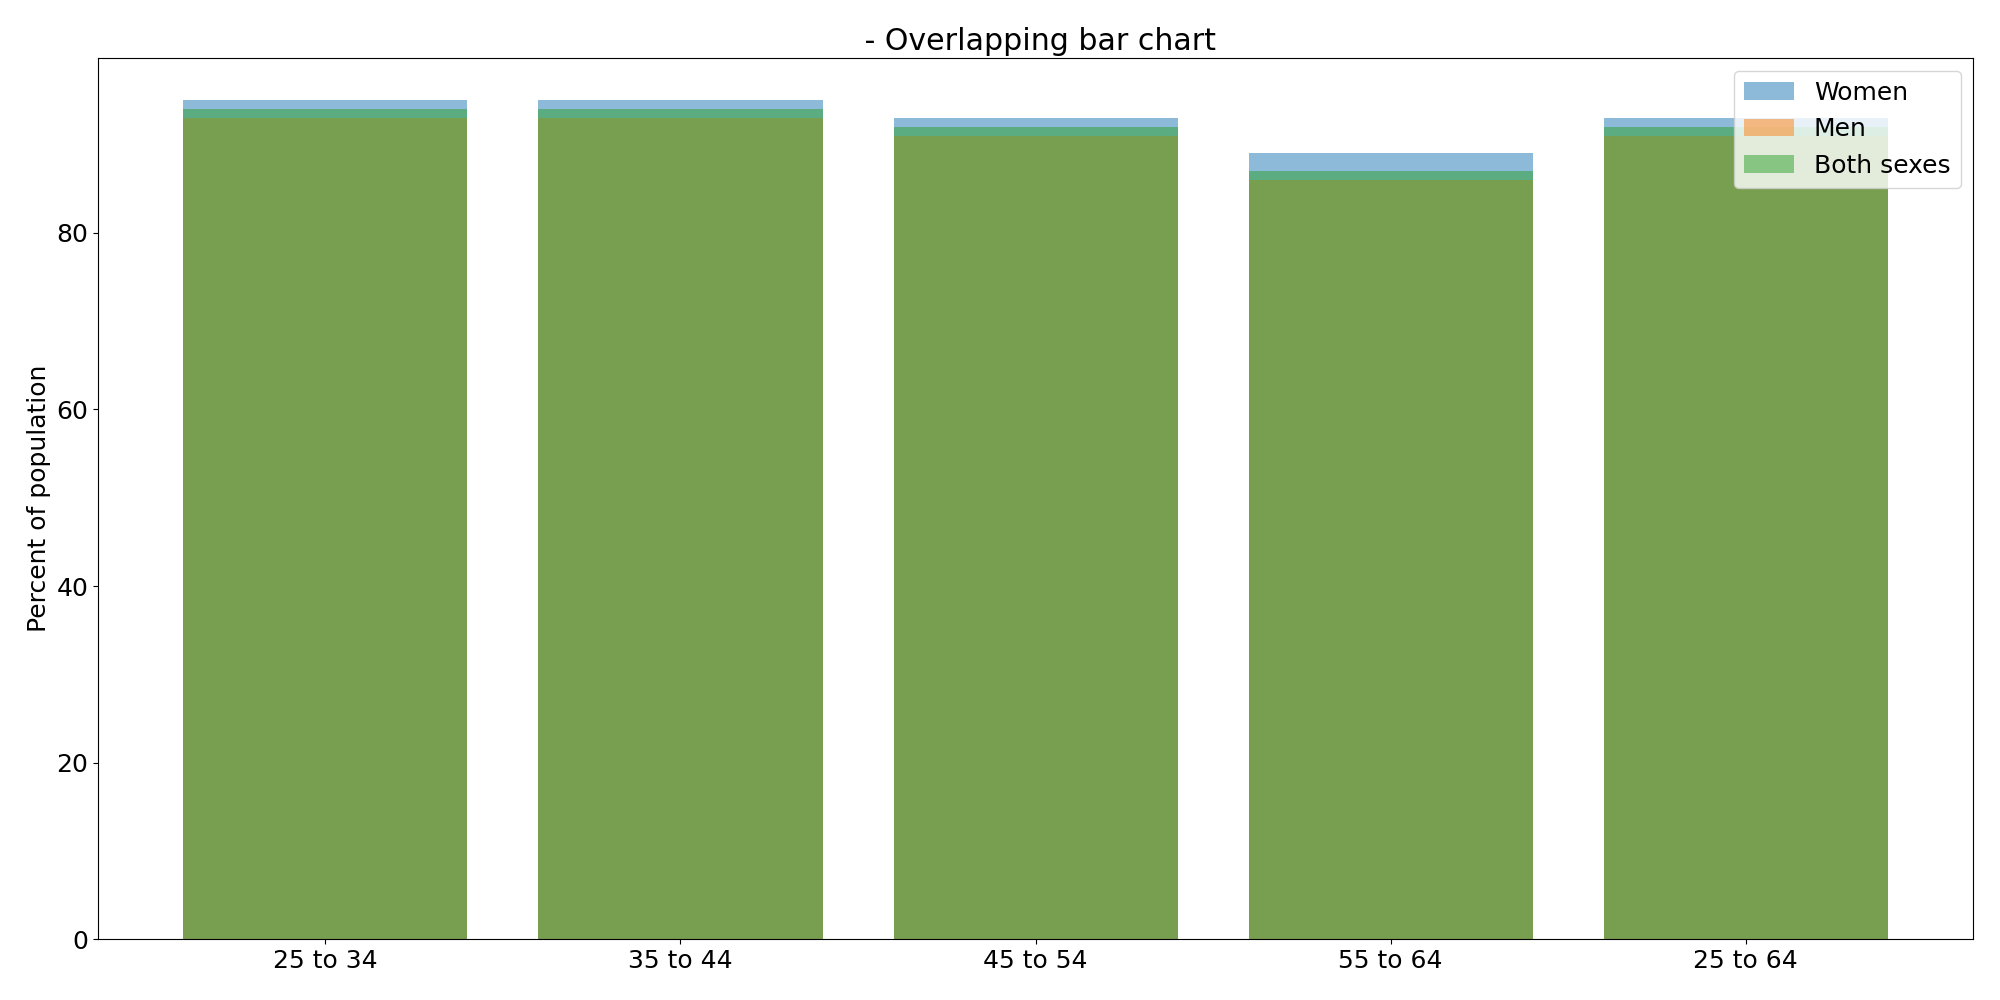 - Overlapping bar chart
Women
Men
Both sexes
Percent of population
80
60
40
20
0
25 to 34
35 to 44
45 to 54
55 to 64
25 to 64